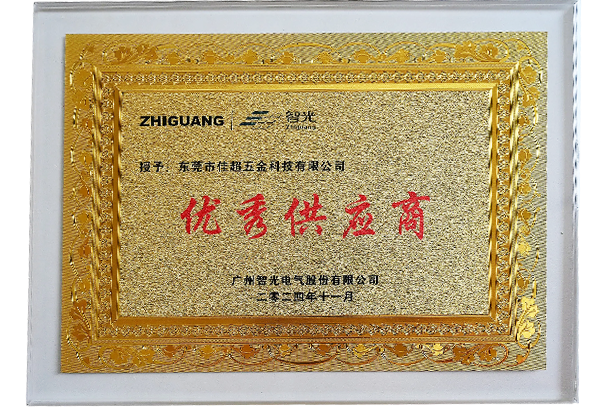 ZHIGUANG 智光
Zhiguang
授予：东莞市佳超五金科技有限公司
优秀供应商
广州智光电气股份有限公司
二零二四年十一月